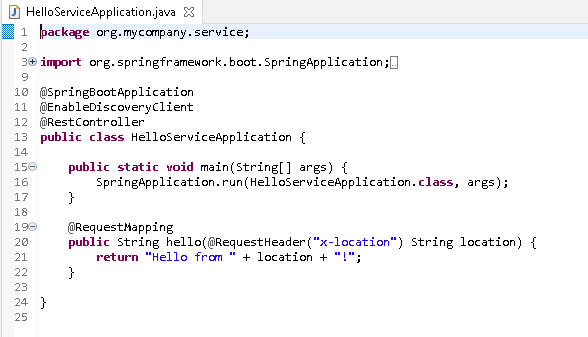 HelloServiceApplication.java
1 package org.mycompany.service;
2
3 import org.springframework.boot.SpringApplication;
9
10 @SpringBootApplication
11 @EnableDiscoveryClient
12 @RestController
13 public class HelloServiceApplication {
14
15 public static void main(String[] args) {
16 SpringApplication.run(HelloServiceApplication.class, args);
17 }
18
19 @RequestMapping
20 public String hello(@RequestHeader("x-location") String location) {
21 return "Hello from " + location + "!";
22 }
23
24 }
25